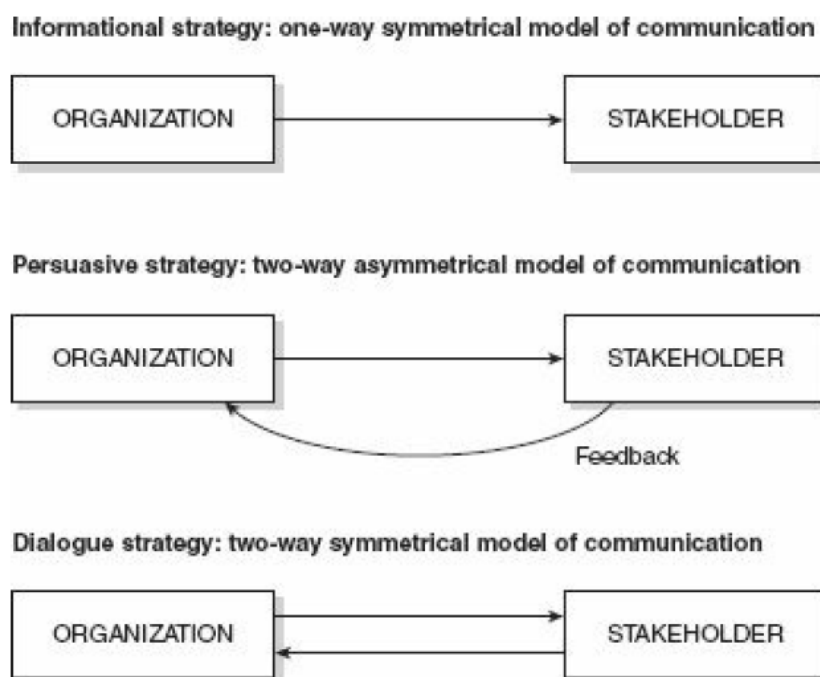 Informational strategy: one-way symmetrical model of communication
ORGANIZATION STAKEHOLDER
Persuasive strategy: two-way asymmetrical model of communication
ORGANIZATION STAKEHOLDER
Feedback
Dialogue strategy: two-way symmetrical model of communication
ORGANIZATION STAKEHOLDER